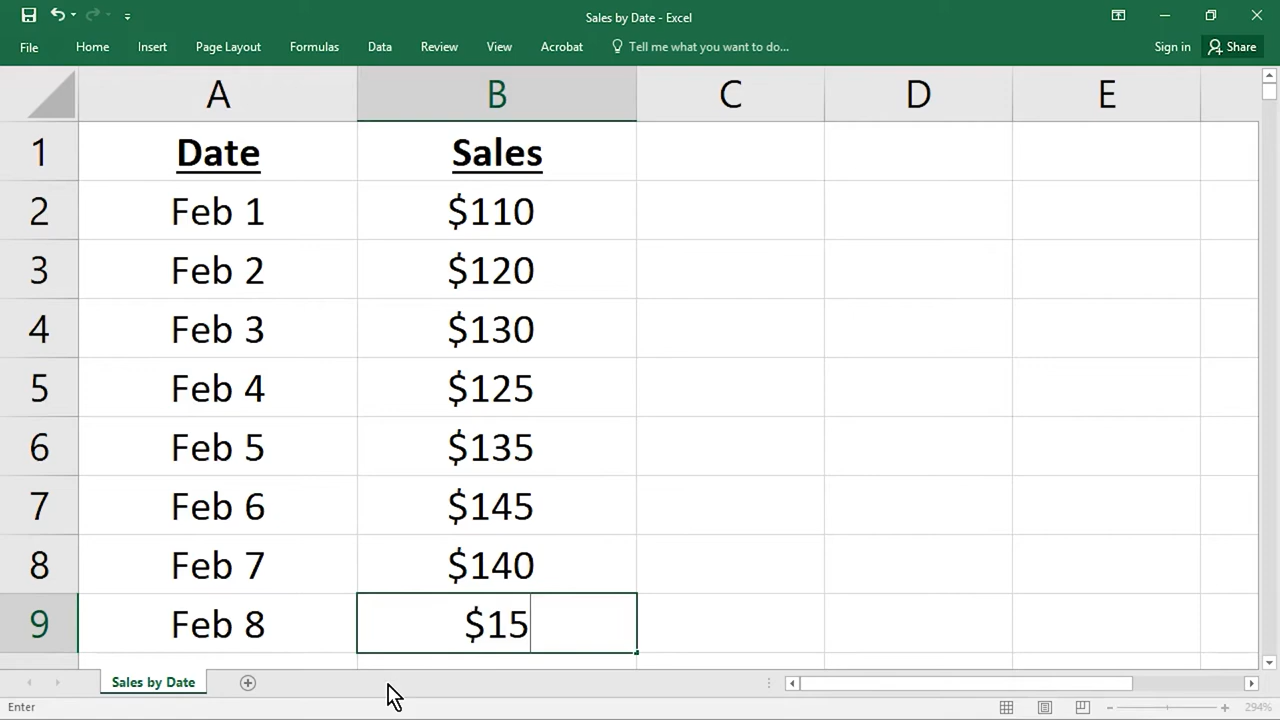 Sales by Date - Excel
File Home Insert Page Layout Formulas Data Review View Acrobat Tell me what you want to do... Sign in Share
A B C D E
1 Date Sales
2 Feb 1 $110
3 Feb 2 $120
4 Feb 3 $130
5 Feb 4 $125
6 Feb 5 $135
7 Feb 6 $145
8 Feb 7 $140
9 Feb 8 $15
Sales by Date
Enter 294%